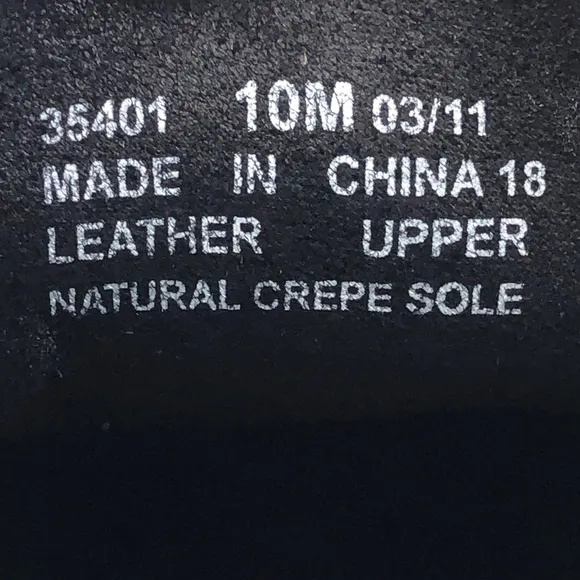 35401 10M 03/11
MADE IN CHINA 18
LEATHER UPPER
NATURAL CREPE SOLE